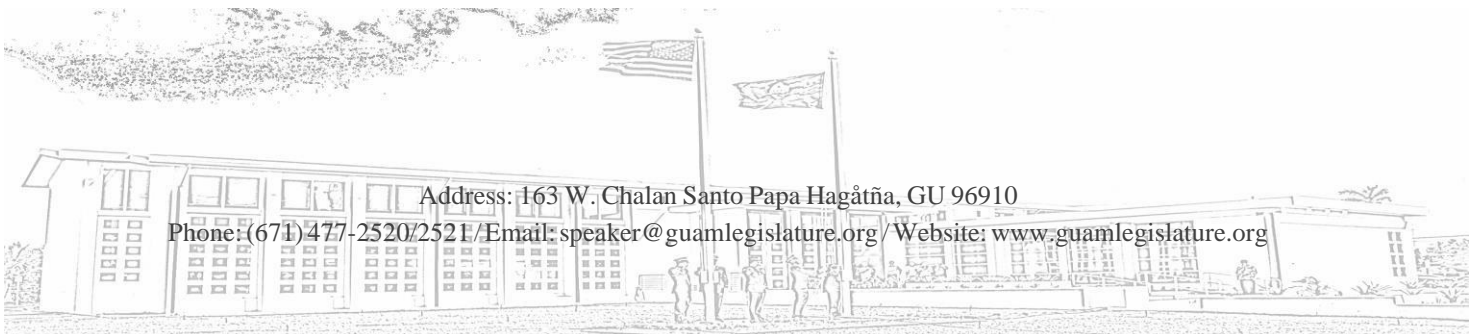 Address: 163 W. Chalan Santo Papa Hagåtña, GU 96910
Phone: (671) 477-2520/2521 / Email: speaker@guamlegislature.org / Website: www.guamlegislature.org